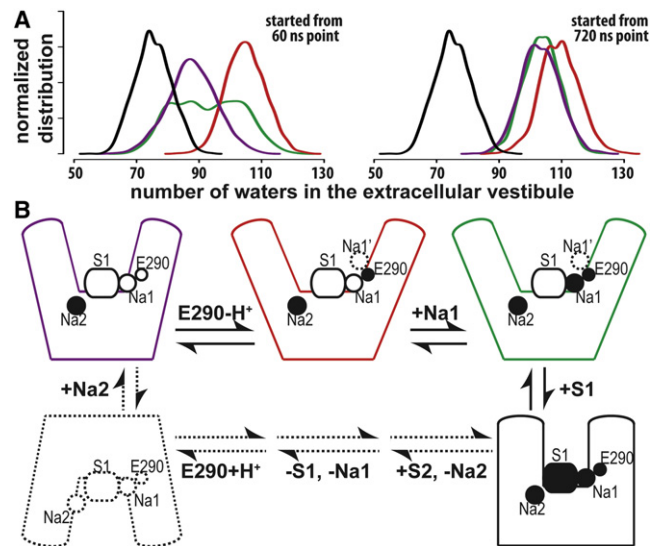 A
started from
60 ns point
started from
720 ns point
normalized
distribution
50 70 90 110 130 50 70 90 110 130
number of waters in the extracellular vestibule
B
S1 E290 Na1 Na2
E290-H+
S1 Na1' E290 Na1 Na2
+Na1
S1 Na1' E290 Na1 Na2
+Na2
+S1
S1 E290 Na1 Na2
E290+H+
-S1, -Na1
+S2, -Na2
S1 E290 Na1 Na2